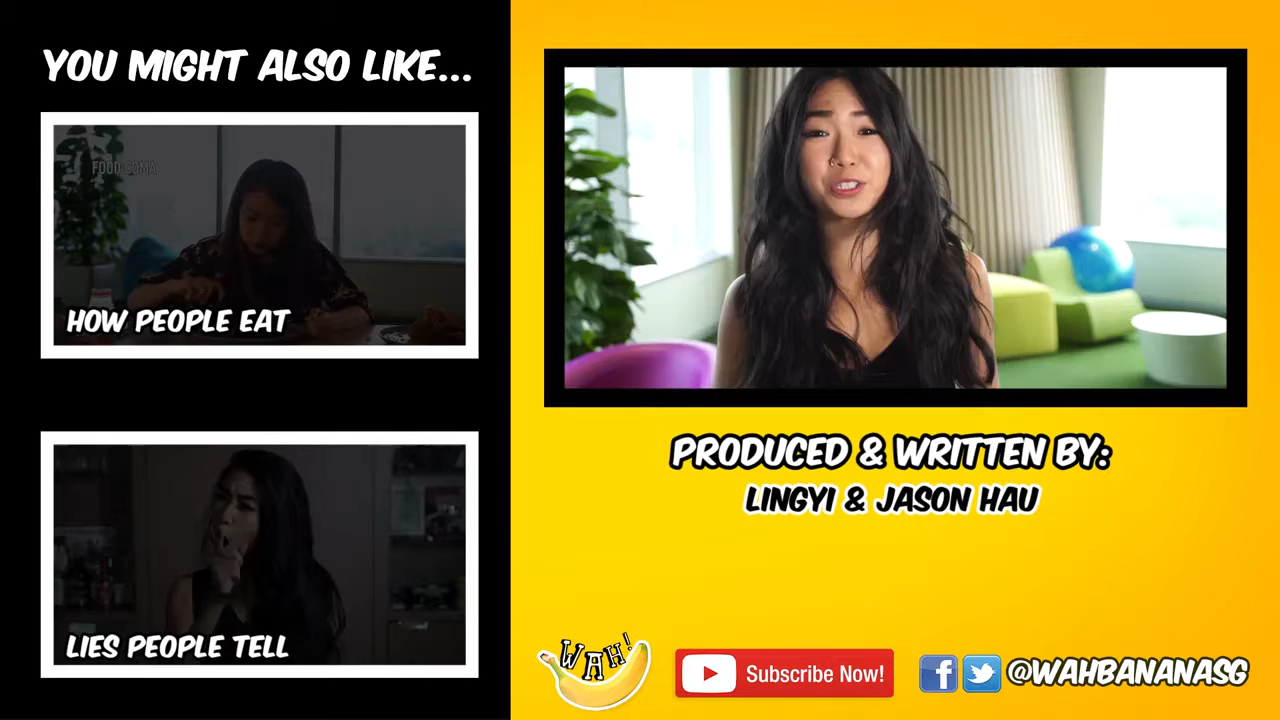 YOU MIGHT ALSO LIKE...
FOOD COMA
HOW PEOPLE EAT
LIES PEOPLE TELL
PRODUCED & WRITTEN BY:
LINGYI & JASON HAU
WAH!
Subscribe Now!
@WAHBANANASG